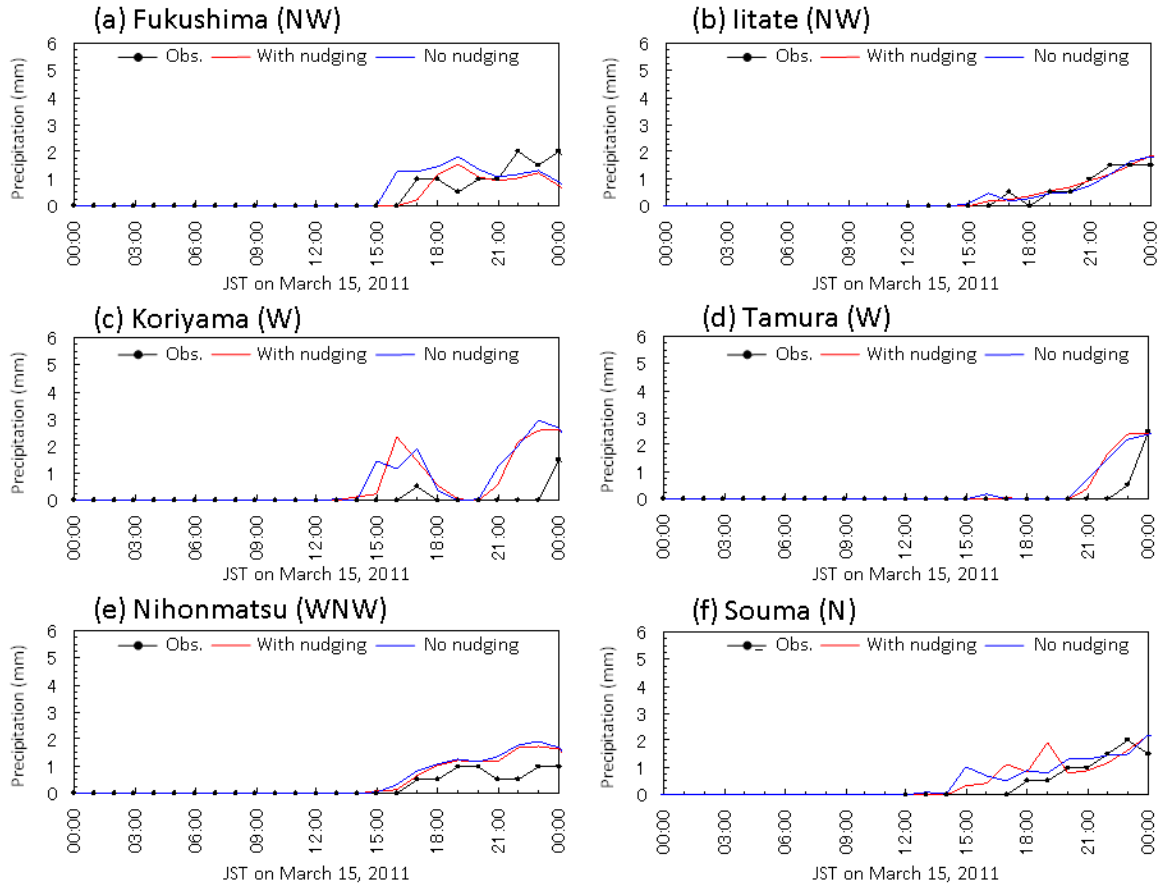 (a) Fukushima (NW)
Obs. With nudging No nudging
Precipitation (mm)
6
5
4
3
2
1
0
00:00 03:00 06:00 09:00 12:00 15:00 18:00 21:00 00:00
JST on March 15, 2011
(b) Iitate (NW)
Obs. With nudging No nudging
Precipitation (mm)
6
5
4
3
2
1
0
00:00 03:00 06:00 09:00 12:00 15:00 18:00 21:00 00:00
JST on March 15, 2011
(c) Koriyama (W)
Obs. With nudging No nudging
Precipitation (mm)
6
5
4
3
2
1
0
00:00 03:00 06:00 09:00 12:00 15:00 18:00 21:00 00:00
JST on March 15, 2011
(d) Tamura (W)
Obs. With nudging No nudging
Precipitation (mm)
6
5
4
3
2
1
0
00:00 03:00 06:00 09:00 12:00 15:00 18:00 21:00 00:00
JST on March 15, 2011
(e) Nihonmatsu (WNW)
Obs. With nudging No nudging
Precipitation (mm)
6
5
4
3
2
1
0
00:00 03:00 06:00 09:00 12:00 15:00 18:00 21:00 00:00
JST on March 15, 2011
(f) Souma (N)
Obs. With nudging No nudging
Precipitation (mm)
6
5
4
3
2
1
0
00:00 03:00 06:00 09:00 12:00 15:00 18:00 21:00 00:00
JST on March 15, 2011